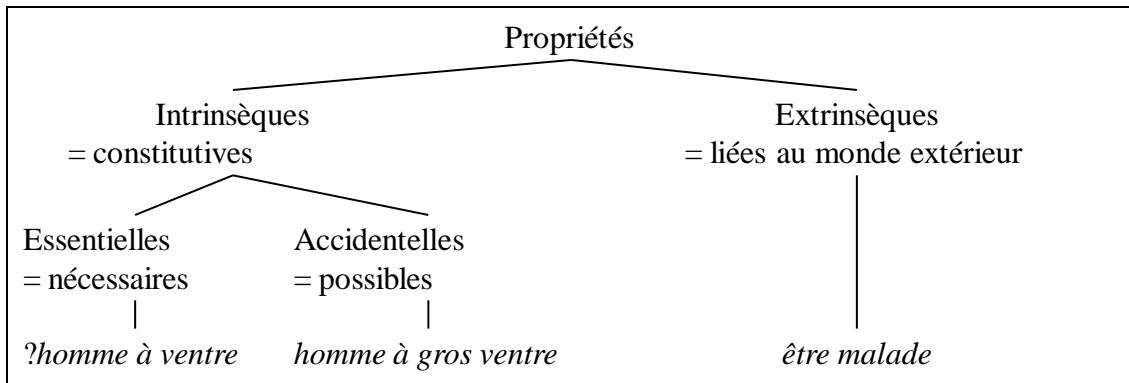 Propriétés
Intrinsèques Extrinsèques
= constitutives = liées au monde extérieur
Essentielles Accidentelles
= nécessaires = possibles
?homme à ventre homme à gros ventre être malade